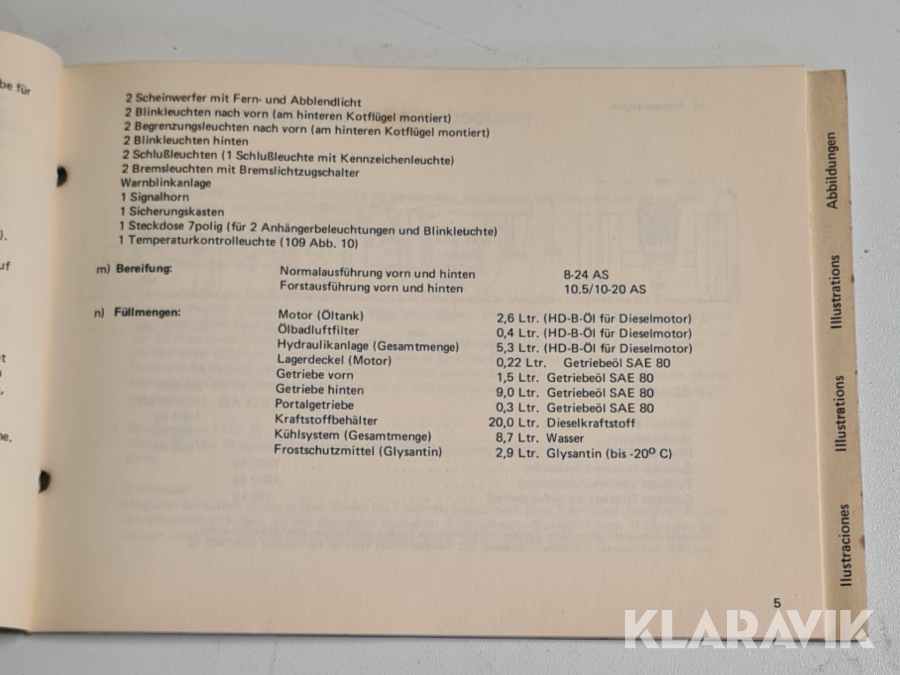 be für
).
uf
t
o
,
ne.
2 Scheinwerfer mit Fern- und Abblendlicht
2 Blinkleuchten nach vorn (am hinteren Kotflügel montiert)
2 Begrenzungsleuchten nach vorn (am hinteren Kotflügel montiert)
2 Blinkleuchten hinten
2 Schlußleuchten (1 Schlußleuchte mit Kennzeichenleuchte)
2 Bremsleuchten mit Bremslichtzugschalter
Warnblinkanlage
1 Signalhorn
1 Sicherungskasten
1 Steckdose 7polig (für 2 Anhängerbeleuchtungen und Blinkleuchte)
1 Temperaturkontrolleuchte (109 Abb. 10)
m) Bereifung: Normalausführung vorn und hinten 8-24 AS
Forstausführung vorn und hinten 10.5/10-20 AS
n) Füllmengen: Motor (Öltank) 2,6 Ltr. (HD-B-Öl für Dieselmotor)
Ölbadluftfilter 0,4 Ltr. (HD-B-Öl für Dieselmotor)
Hydraulikanlage (Gesamtmenge) 5,3 Ltr. (HD-B-Öl für Dieselmotor)
Lagerdeckel (Motor) 0,22 Ltr. Getriebeöl SAE 80
Getriebe vorn 1,5 Ltr. Getriebeöl SAE 80
Getriebe hinten 9,0 Ltr. Getriebeöl SAE 80
Portalgetriebe 0,3 Ltr. Getriebeöl SAE 80
Kraftstoffbehälter 20,0 Ltr. Dieselkraftstoff
Kühlsystem (Gesamtmenge) 8,7 Ltr. Wasser
Frostschutzmittel (Glysantin) 2,9 Ltr. Glysantin (bis -20º C)
5
Abbildungen
Illustrations
Illustrations
Ilustraciones
KLARAVIK